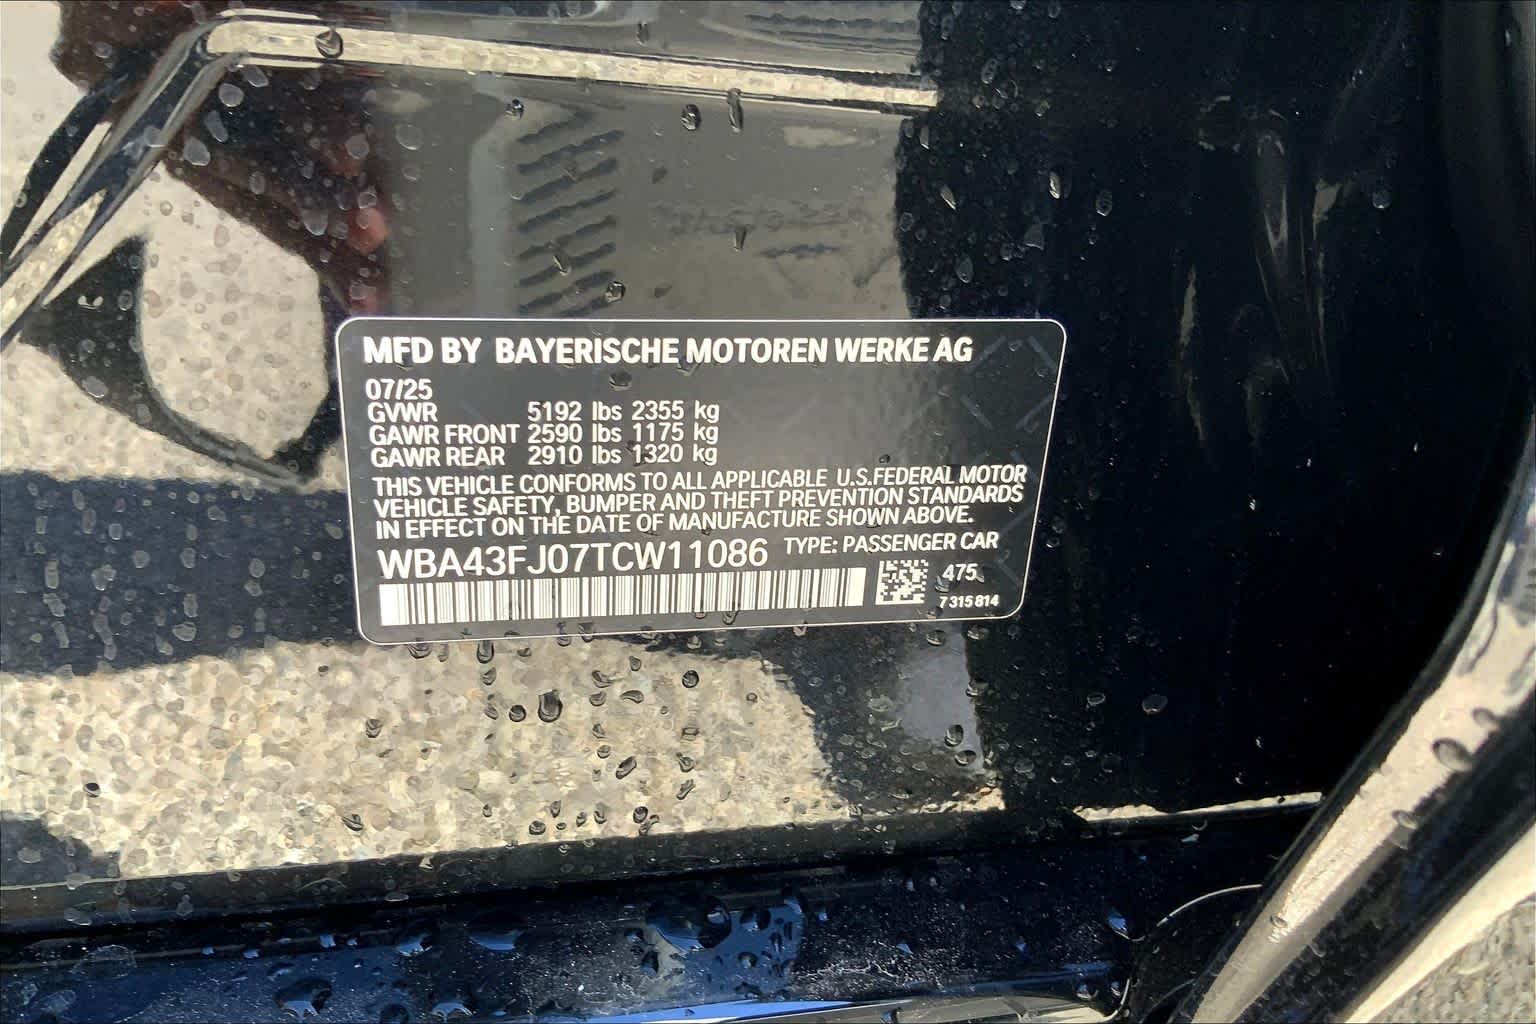 MFD BY BAYERISCHE MOTOREN WERKE AG
07/25
GVWR 5192 lbs 2355 kg
GAWR FRONT 2590 lbs 1175 kg
GAWR REAR 2910 lbs 1320 kg
THIS VEHICLE CONFORMS TO ALL APPLICABLE U.S.FEDERAL MOTOR
VEHICLE SAFETY, BUMPER AND THEFT PREVENTION STANDARDS
IN EFFECT ON THE DATE OF MANUFACTURE SHOWN ABOVE.
WBA43FJ07TCW11086 TYPE: PASSENGER CAR
475
7 315 814